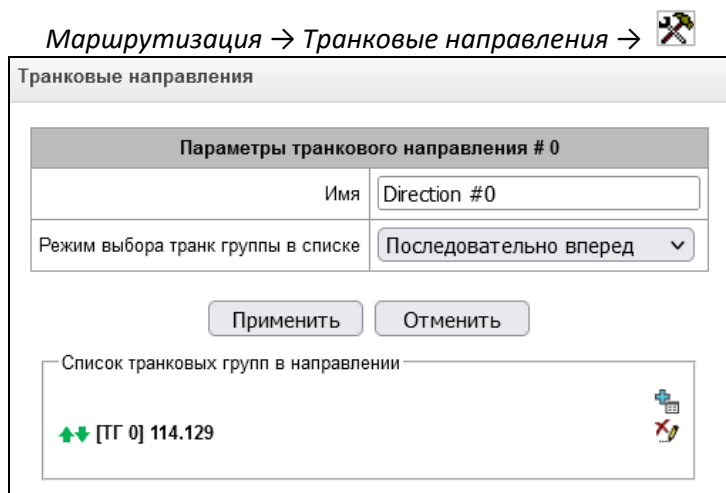 Маршрутизация → Транковые направления →
Транковые направления
Параметры транкового направления # 0
Имя Direction #0
Режим выбора транк группы в списке Последовательно вперед
Применить Отменить
Список транковых групп в направлении
[ТГ 0] 114.129